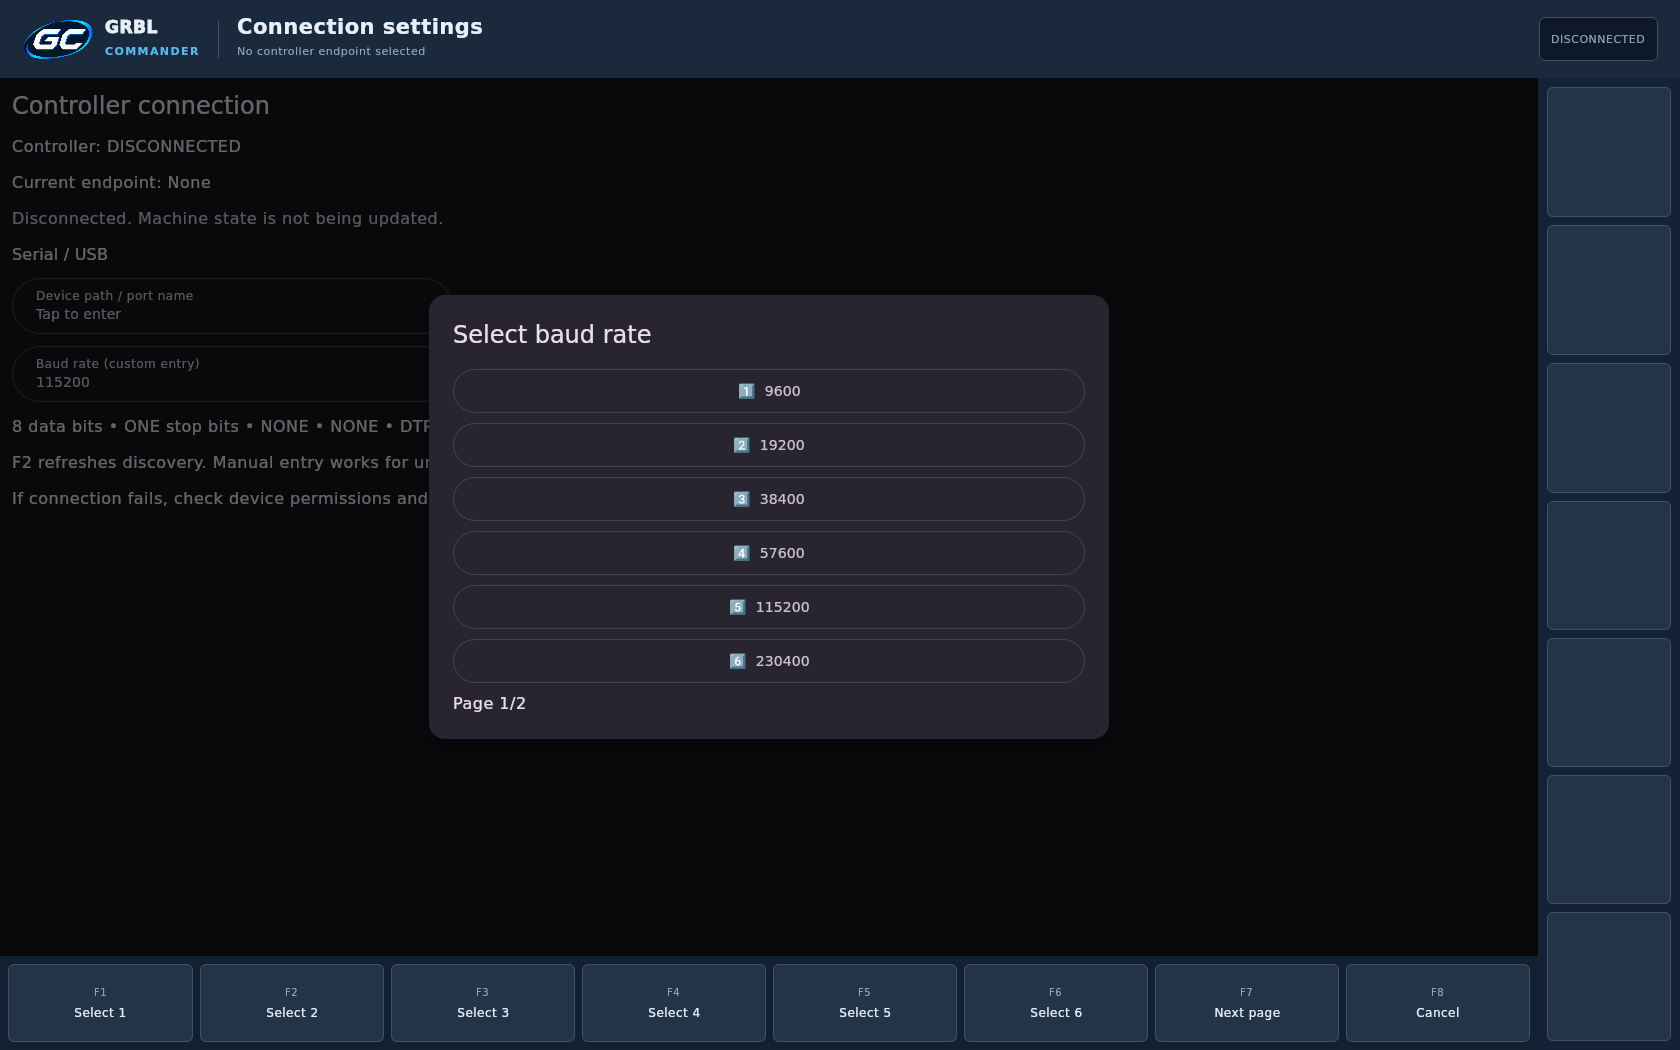 GC
GRBL
COMMANDER
Connection settings
No controller endpoint selected
DISCONNECTED
Controller connection
Controller: DISCONNECTED
Current endpoint: None
Disconnected. Machine state is not being updated.
Serial / USB
Device path / port name
Tap to enter
Baud rate (custom entry)
115200
8 data bits • ONE stop bits • NONE • NONE •
F2 refreshes discovery. Manual entry works for
If connection fails, check device permissions and
Select baud rate
1 9600
2 19200
3 38400
4 57600
5 115200
6 230400
Page 1/2
F1
Select 1
F2
Select 2
F3
Select 3
F4
Select 4
F5
Select 5
F6
Select 6
F7
Next page
F8
Cancel